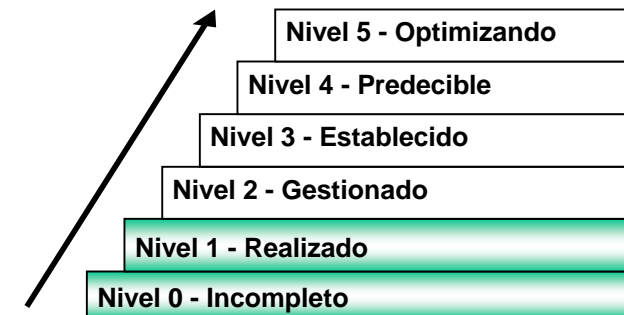 Nivel 5 - Optimizando
Nivel 4 - Predecible
Nivel 3 - Establecido
Nivel 2 - Gestionado
Nivel 1 - Realizado
Nivel 0 - Incompleto